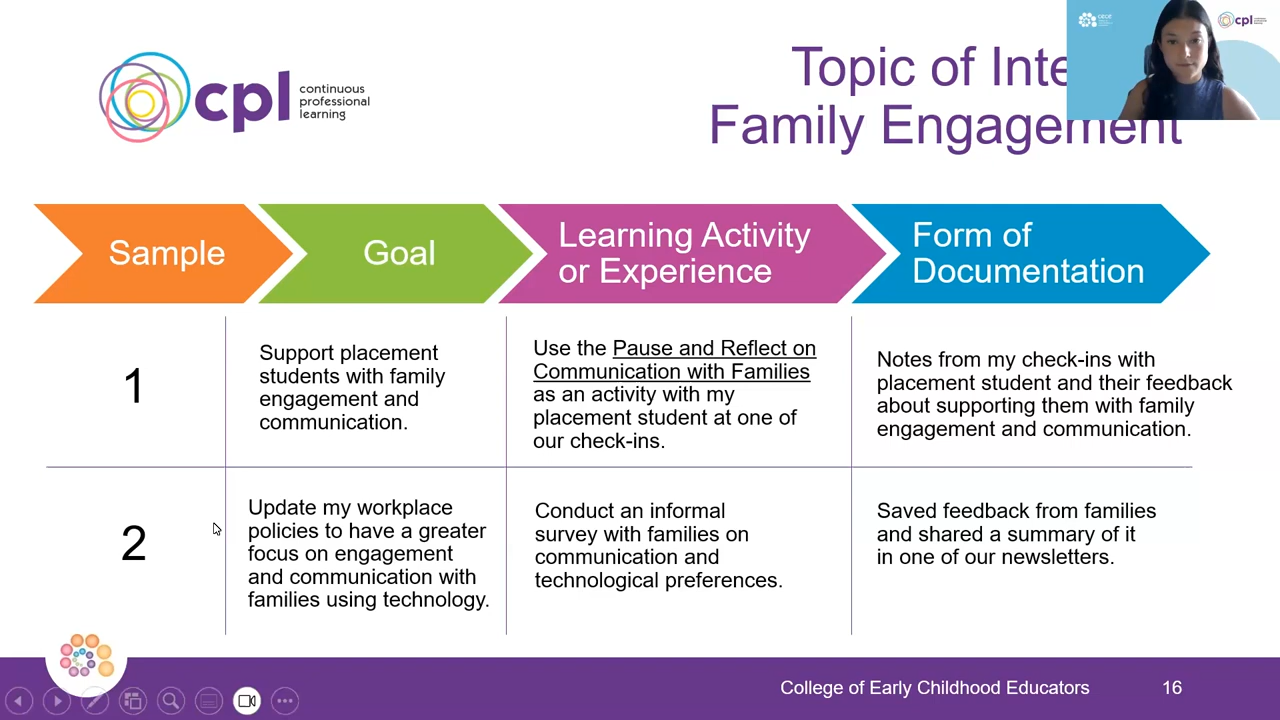 cpl
continuous
professional
learning
Topic of
Family Engagement
CECE
cpl
Sample
Goal
Learning Activity
or Experience
Form of
Documentation
1
Support placement
students with family
engagement and
communication.
Use the Pause and Reflect on
Communication with Families
as an activity with my
placement student at one of
our check-ins.
Notes from my check-ins with
placement student and their feedback
about supporting them with family
engagement and communication.
2
Update my workplace
policies to have a greater
focus on engagement
and communication with
families using technology.
Conduct an informal
survey with families on
communication and
technological preferences.
Saved feedback from families
and shared a summary of it
in one of our newsletters.
College of Early Childhood Educators
16